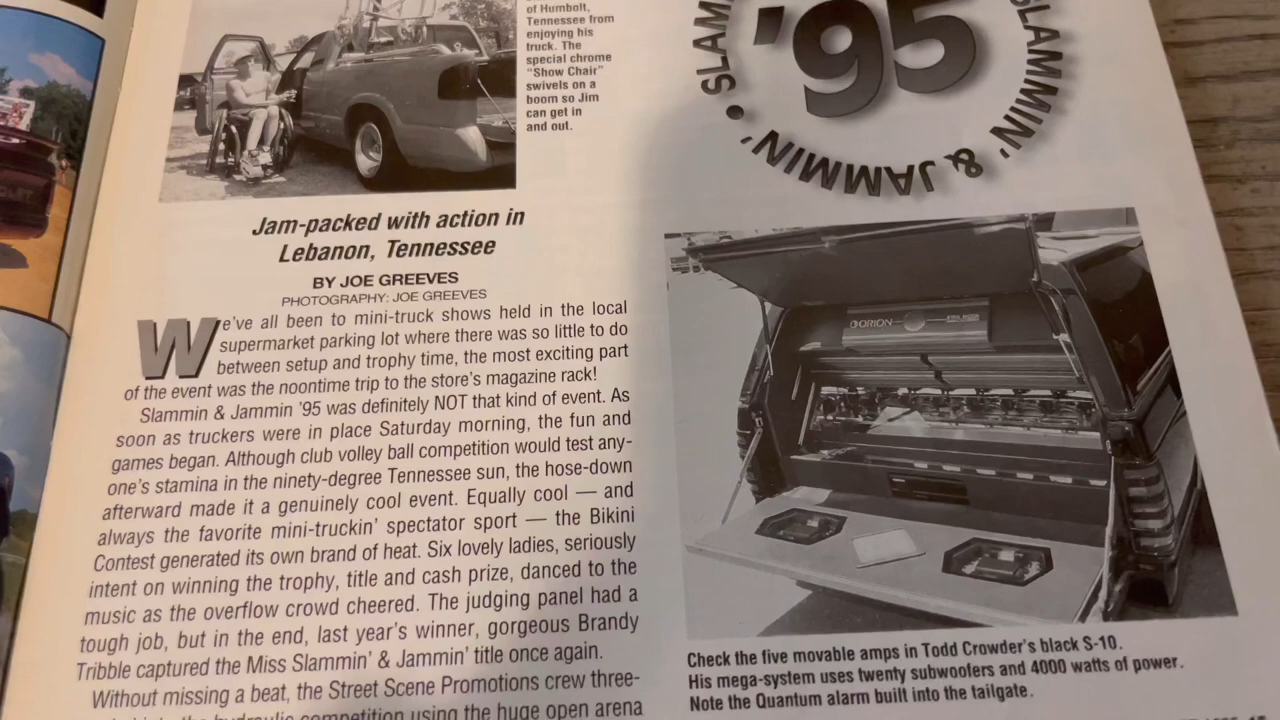 of Humbolt,
Tennessee from
enjoying his
truck. The
special chrome
"Show Chair"
swivels on a
boom so Jim
can get in
and out.
Jam-packed with action in
Lebanon, Tennessee
BY JOE GREEVES
PHOTOGRAPHY: JOE GREEVES
We've all been to mini-truck shows held in the local
supermarket parking lot where there was so little to do
between setup and trophy time, the most exciting part
of the event was the noontime trip to the store's magazine rack!
Slammin & Jammin '95 was definitely NOT that kind of event. As
soon as truckers were in place Saturday morning, the fun and
games began. Although club volley ball competition would test any-
one's stamina in the ninety-degree Tennessee sun, the hose-down
afterward made it a genuinely cool event. Equally cool — and
always the favorite mini-truckin' spectator sport — the Bikini
Contest generated its own brand of heat. Six lovely ladies, seriously
intent on winning the trophy, title and cash prize, danced to the
music as the overflow crowd cheered. The judging panel had a
tough job, but in the end, last year's winner, gorgeous Brandy
Tribble captured the Miss Slammin' & Jammin' title once again.
Without missing a beat, the Street Scene Promotions crew three-
hydraulic competition using the huge open arena
'95
SLAMMIN' & JAMMIN' • SLAM
ORION
Check the five movable amps in Todd Crowder's black S-10.
His mega-system uses twenty subwoofers and 4000 watts of power.
Note the Quantum alarm built into the tailgate.